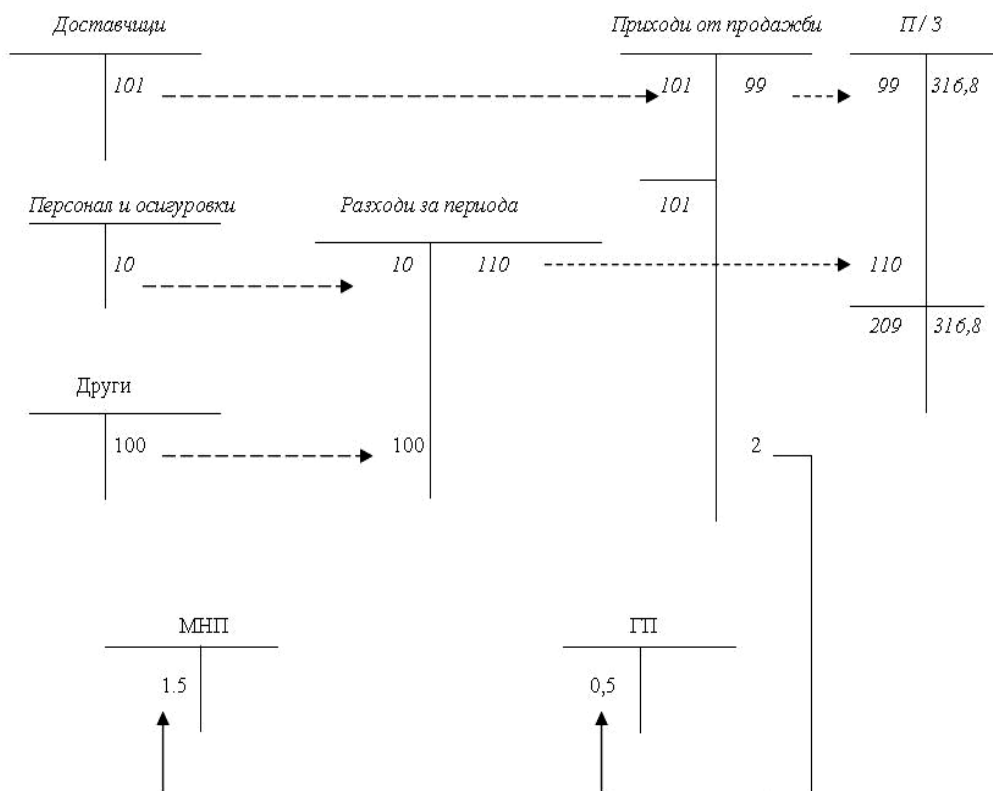 Доставчици Приходи от продажби П / З
101 101 99 99 316,8
101
Персонал и осигуровки Разходи за периода
10 10 110 110
209 316,8
Други
100 100 2
МНП ГП
1.5 0,5